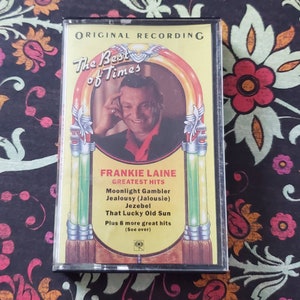 ORIGINAL RECORDING
The Best
of Times
FRANKIE LAINE
GREATEST HITS
Moonlight Gambler
Jealousy (Jalousie)
Jezebel
That Lucky Old Sun
Plus 8 more great hits
(See over)